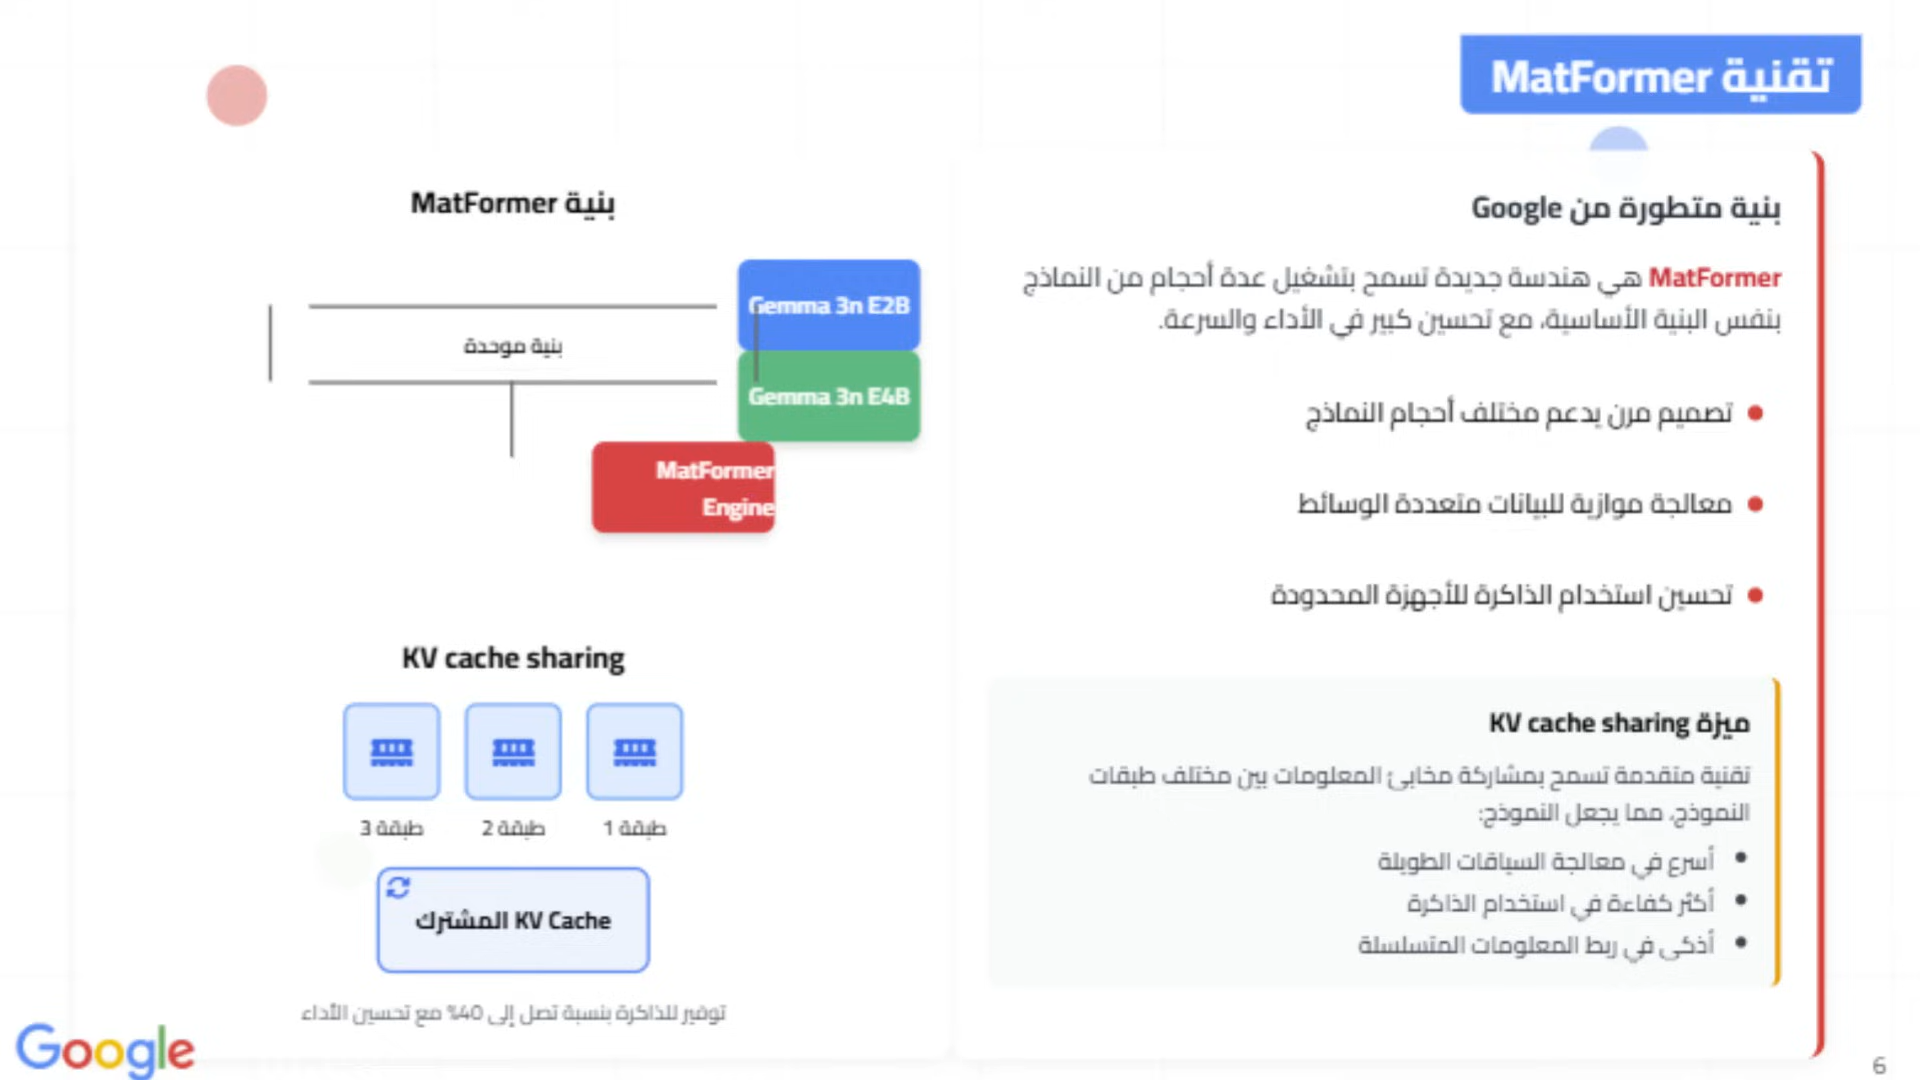 تقنية MatFormer
بنية متطورة من Google
MatFormer هي هندسة جديدة تسمح بتشغيل عدة أحجام من النماذج
بنفس البنية الأساسية، مع تحسين كبير في الأداء والسرعة.
تصميم مرن يدعم مختلف أحجام النماذج
معالجة موازية للبيانات متعددة الوسائط
تحسين استخدام الذاكرة للأجهزة المحدودة
ميزة KV cache sharing
تقنية متقدمة تسمح بمشاركة مخابئ المعلومات بين مختلف طبقات
النموذج، مما يجعل النموذج:
أسرع في معالجة السياقات الطويلة
أكثر كفاءة في استخدام الذاكرة
أذكى في ربط المعلومات المتسلسلة
بنية MatFormer
Gemma 3n E2B
بنية موحدة
Gemma 3n E4B
MatFormer
Engine
KV cache sharing
طبقة 1
طبقة 2
طبقة 3
KV Cache المشترك
توفير للذاكرة بنسبة تصل إلى 40% مع تحسين الأداء
Google
6